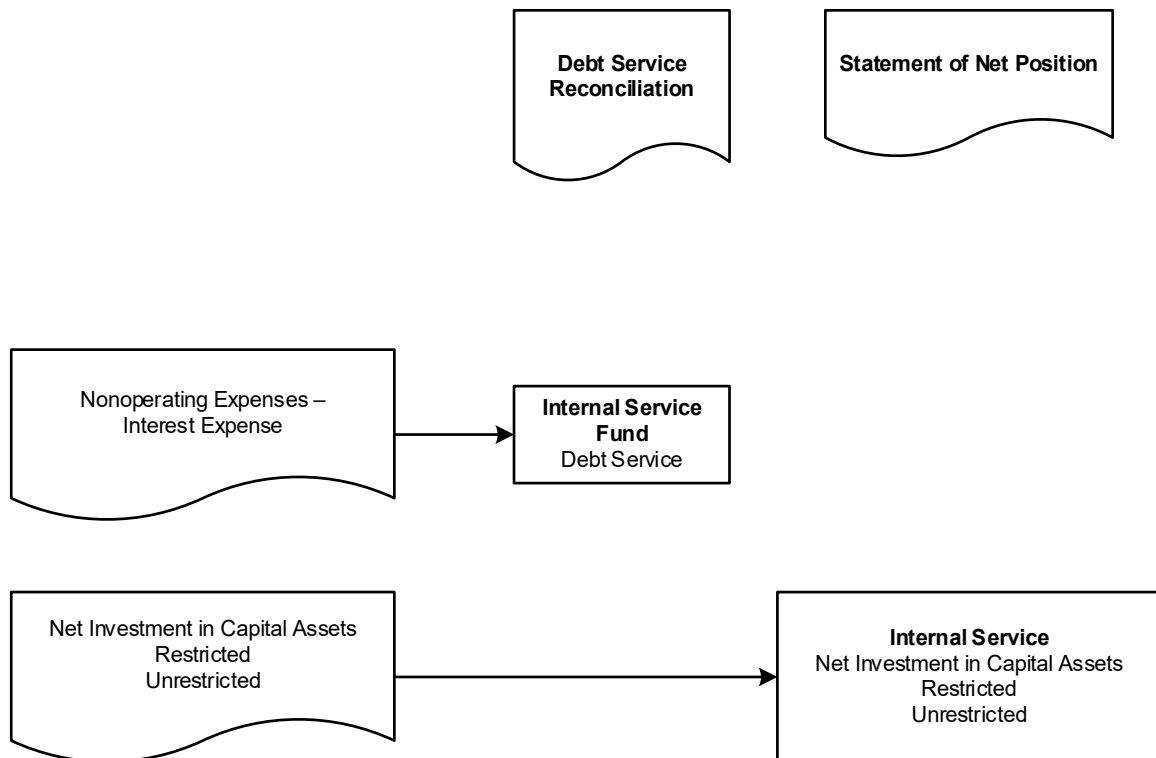 Debt Service
Reconciliation
Statement of Net Position
Nonoperating Expenses –
Interest Expense
Internal Service
Fund
Debt Service
Net Investment in Capital Assets
Restricted
Unrestricted
Internal Service
Net Investment in Capital Assets
Restricted
Unrestricted